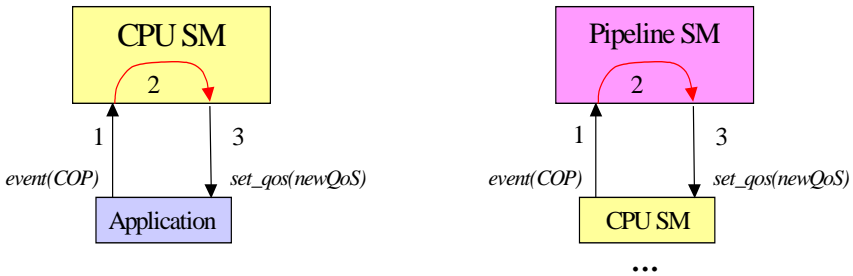 CPU SM
2
1
3
event(COP)
set_qos(newQoS)
Application
Pipeline SM
2
1
3
event(COP)
set_qos(newQoS)
CPU SM
...